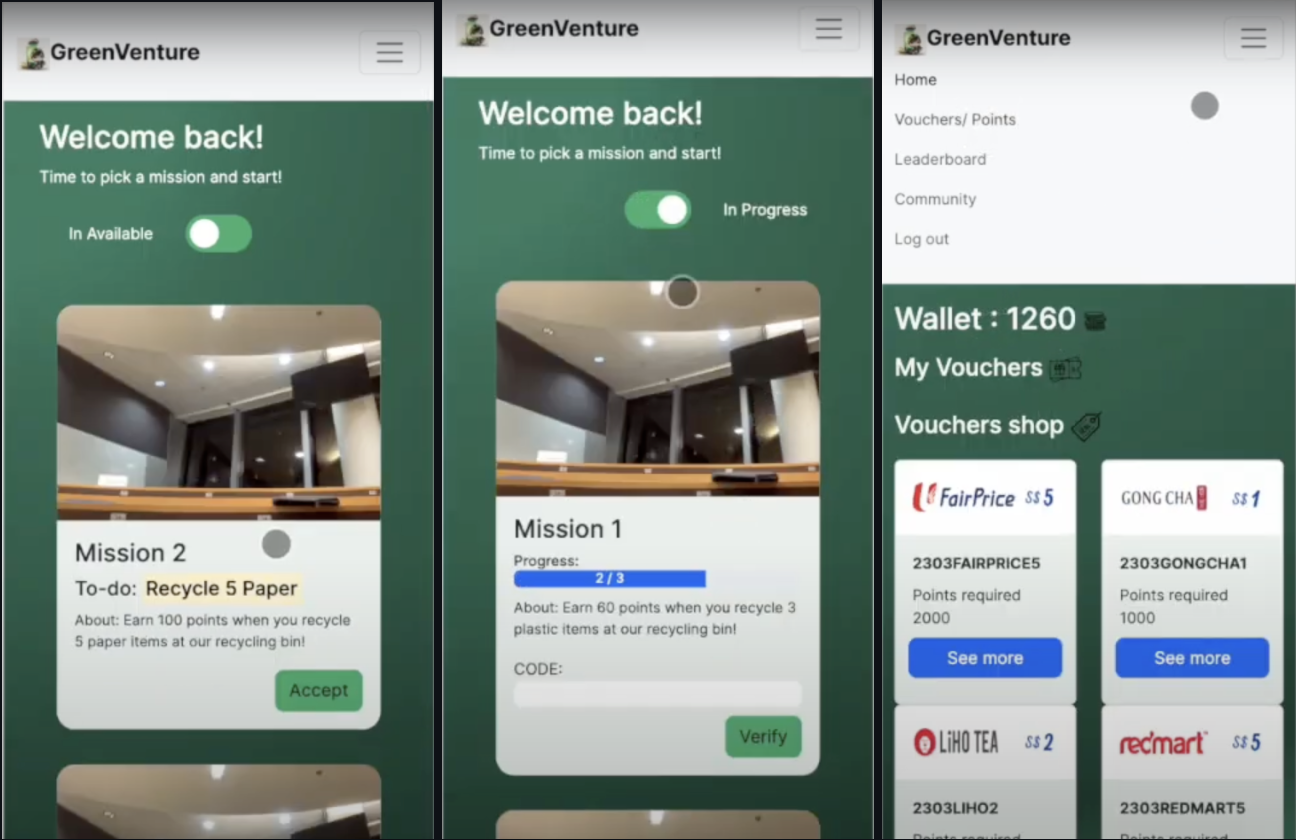 GreenVenture
Welcome back!
Time to pick a mission and start!
In Available
Mission 2
To-do: Recycle 5 Paper
About: Earn 100 points when you recycle
5 paper items at our recycling bin!
Accept
GreenVenture
Welcome back!
Time to pick a mission and start!
In Progress
Mission 1
Progress:
2 / 3
About: Earn 60 points when you recycle 3
plastic items at our recycling bin!
CODE:
Verify
GreenVenture
Home
Vouchers/ Points
Leaderboard
Community
Log out
Wallet : 1260
My Vouchers
Vouchers shop
FairPrice S$ 5
2303FAIRPRICE5
Points required
2000
See more
GONG CHA S$ 1
2303GONGCHA1
Points required
1000
See more
LiHO TEA S$ 2
2303LIHO2
Points required
redmart S$ 5
2303REDMART5
Points required